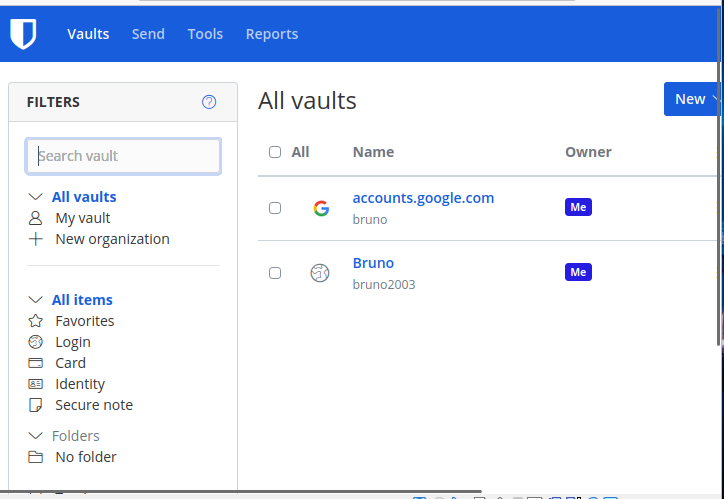 Vaults Send Tools Reports
FILTERS
Search vault
All vaults
My vault
New organization
All items
Favorites
Login
Card
Identity
Secure note
Folders
No folder
All vaults
New
All Name Owner
accounts.google.com
bruno
Me
Bruno
bruno2003
Me